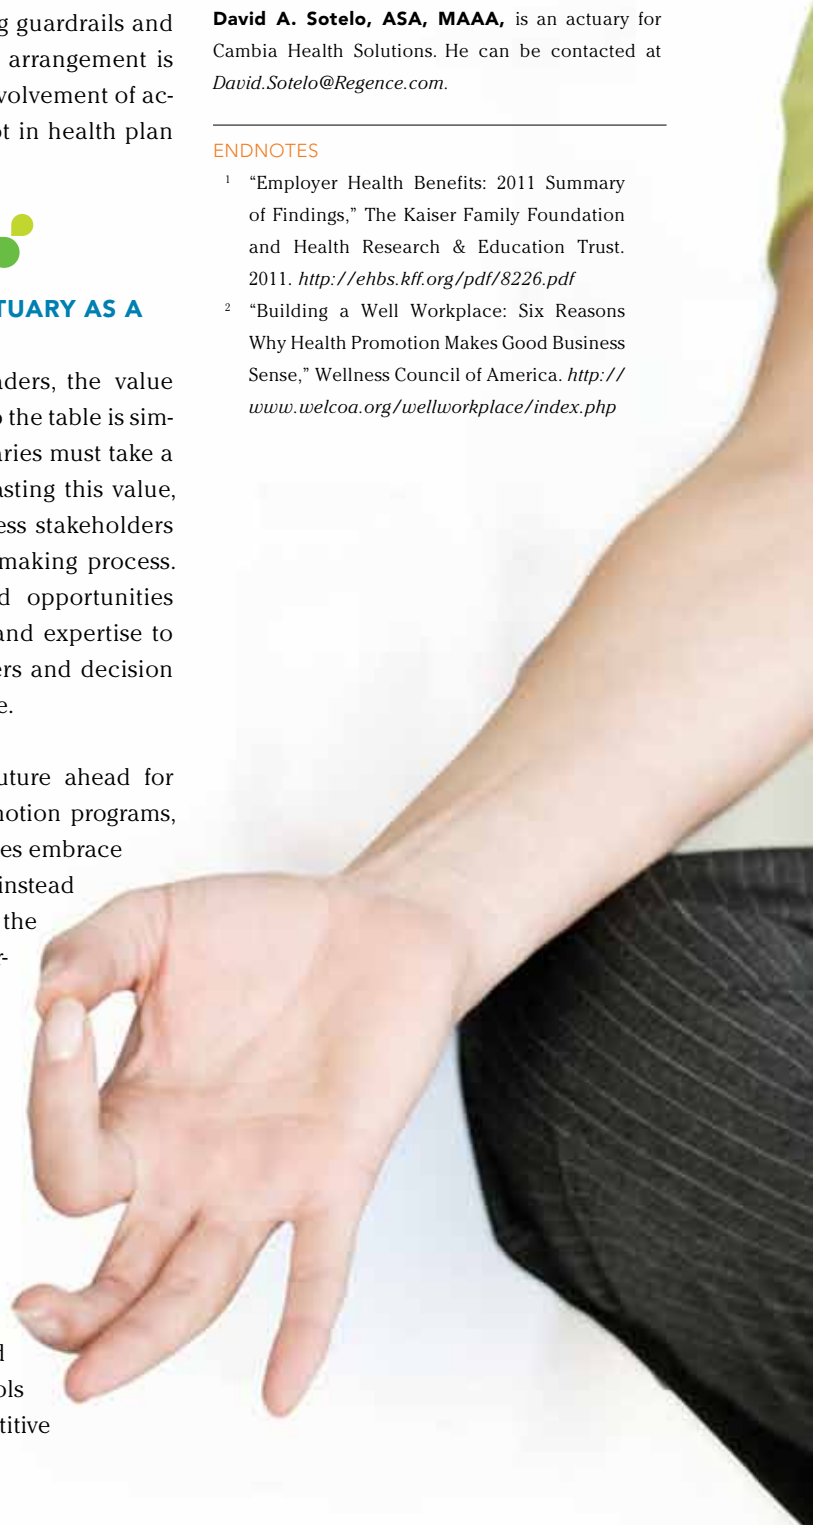 g guardrails and
arrangement is
volvement of ac-
t in health plan
TUARY AS A
aders, the value
the table is sim-
aries must take a
asting this value,
ess stakeholders
making process.
d opportunities
and expertise to
ers and decision
e.
uture ahead for
motion programs,
es embrace
instead
the
r-
d
ols
titive
David A. Sotelo, ASA, MAAA, is an actuary for
Cambia Health Solutions. He can be contacted at
David.Sotelo@Regence.com.
ENDNOTES
1 “Employer Health Benefits: 2011 Summary
of Findings,” The Kaiser Family Foundation
and Health Research & Education Trust.
2011. http://ehbs.kff.org/pdf/8226.pdf
2 “Building a Well Workplace: Six Reasons
Why Health Promotion Makes Good Business
Sense,” Wellness Council of America. http://
www.welcoa.org/wellworkplace/index.php